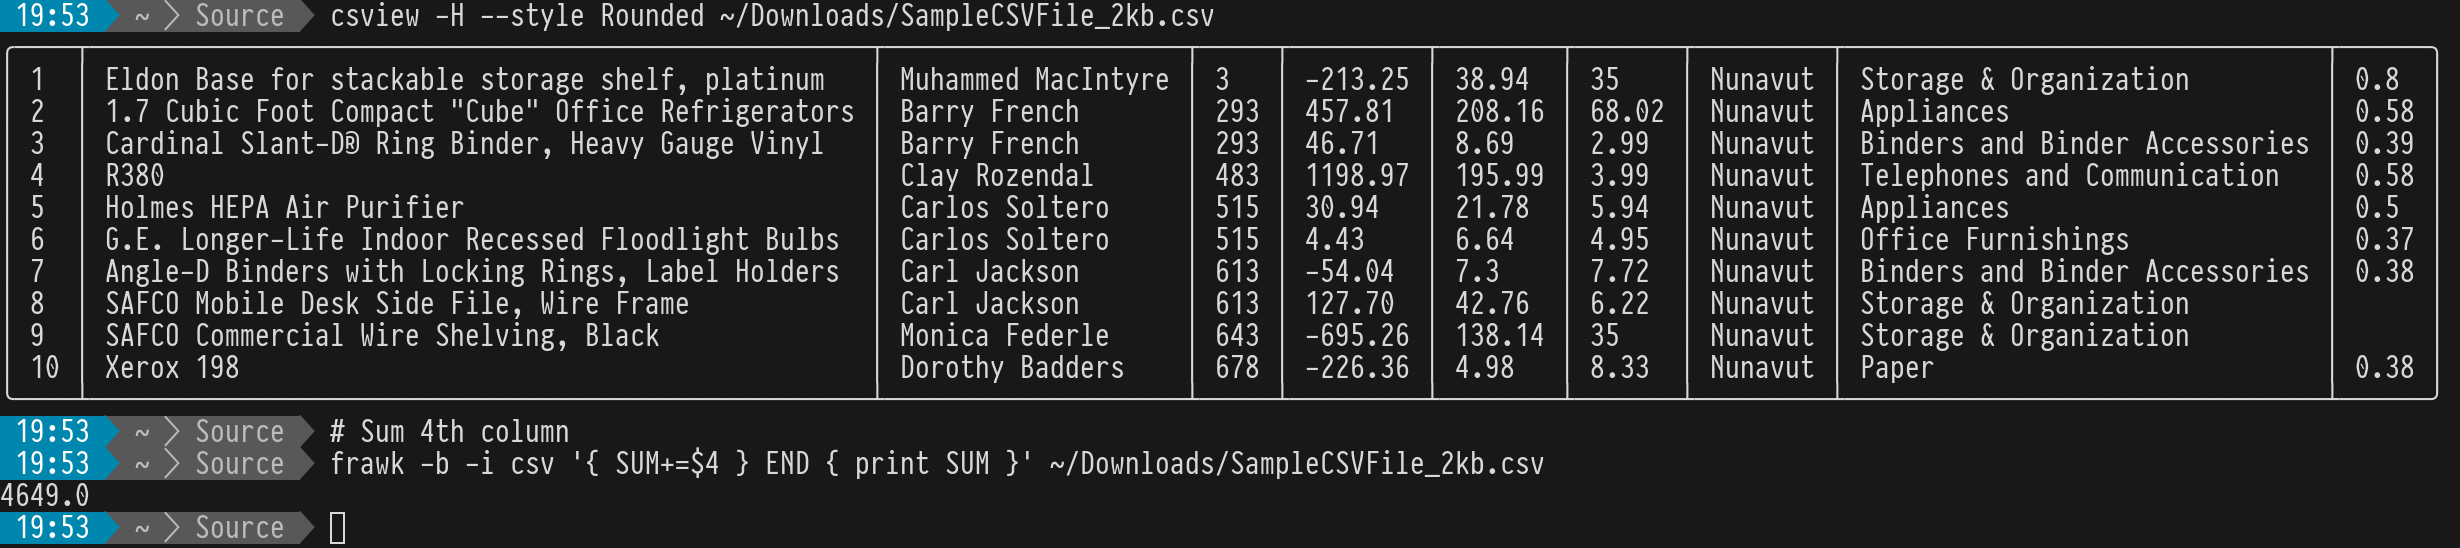 19:53 ~ Source csview -H --style Rounded ~/Downloads/SampleCSVFile_2kb.csv
1 Eldon Base for stackable storage shelf, platinum Muhammed MacIntyre 3 -213.25 38.94 35 Nunavut Storage & Organization 0.8
2 1.7 Cubic Foot Compact "Cube" Office Refrigerators Barry French 293 457.81 208.16 68.02 Nunavut Appliances 0.58
3 Cardinal Slant-D® Ring Binder, Heavy Gauge Vinyl Barry French 293 46.71 8.69 2.99 Nunavut Binders and Binder Accessories 0.39
4 R380 Clay Rozendal 483 1198.97 195.99 3.99 Nunavut Telephones and Communication 0.58
5 Holmes HEPA Air Purifier Carlos Soltero 515 30.94 21.78 5.94 Nunavut Appliances 0.5
6 G.E. Longer-Life Indoor Recessed Floodlight Bulbs Carlos Soltero 515 4.43 6.64 4.95 Nunavut Office Furnishings 0.37
7 Angle-D Binders with Locking Rings, Label Holders Carl Jackson 613 -54.04 7.3 7.72 Nunavut Binders and Binder Accessories 0.38
8 SAFCO Mobile Desk Side File, Wire Frame Carl Jackson 613 127.70 42.76 6.22 Nunavut Storage & Organization
9 SAFCO Commercial Wire Shelving, Black Monica Federle 643 -695.26 138.14 35 Nunavut Storage & Organization
10 Xerox 198 Dorothy Badders 678 -226.36 4.98 8.33 Nunavut Paper 0.38
19:53 ~ Source # Sum 4th column
19:53 ~ Source frawk -b -i csv '{ SUM+=$4 } END { print SUM }' ~/Downloads/SampleCSVFile_2kb.csv
4649.0
19:53 ~ Source